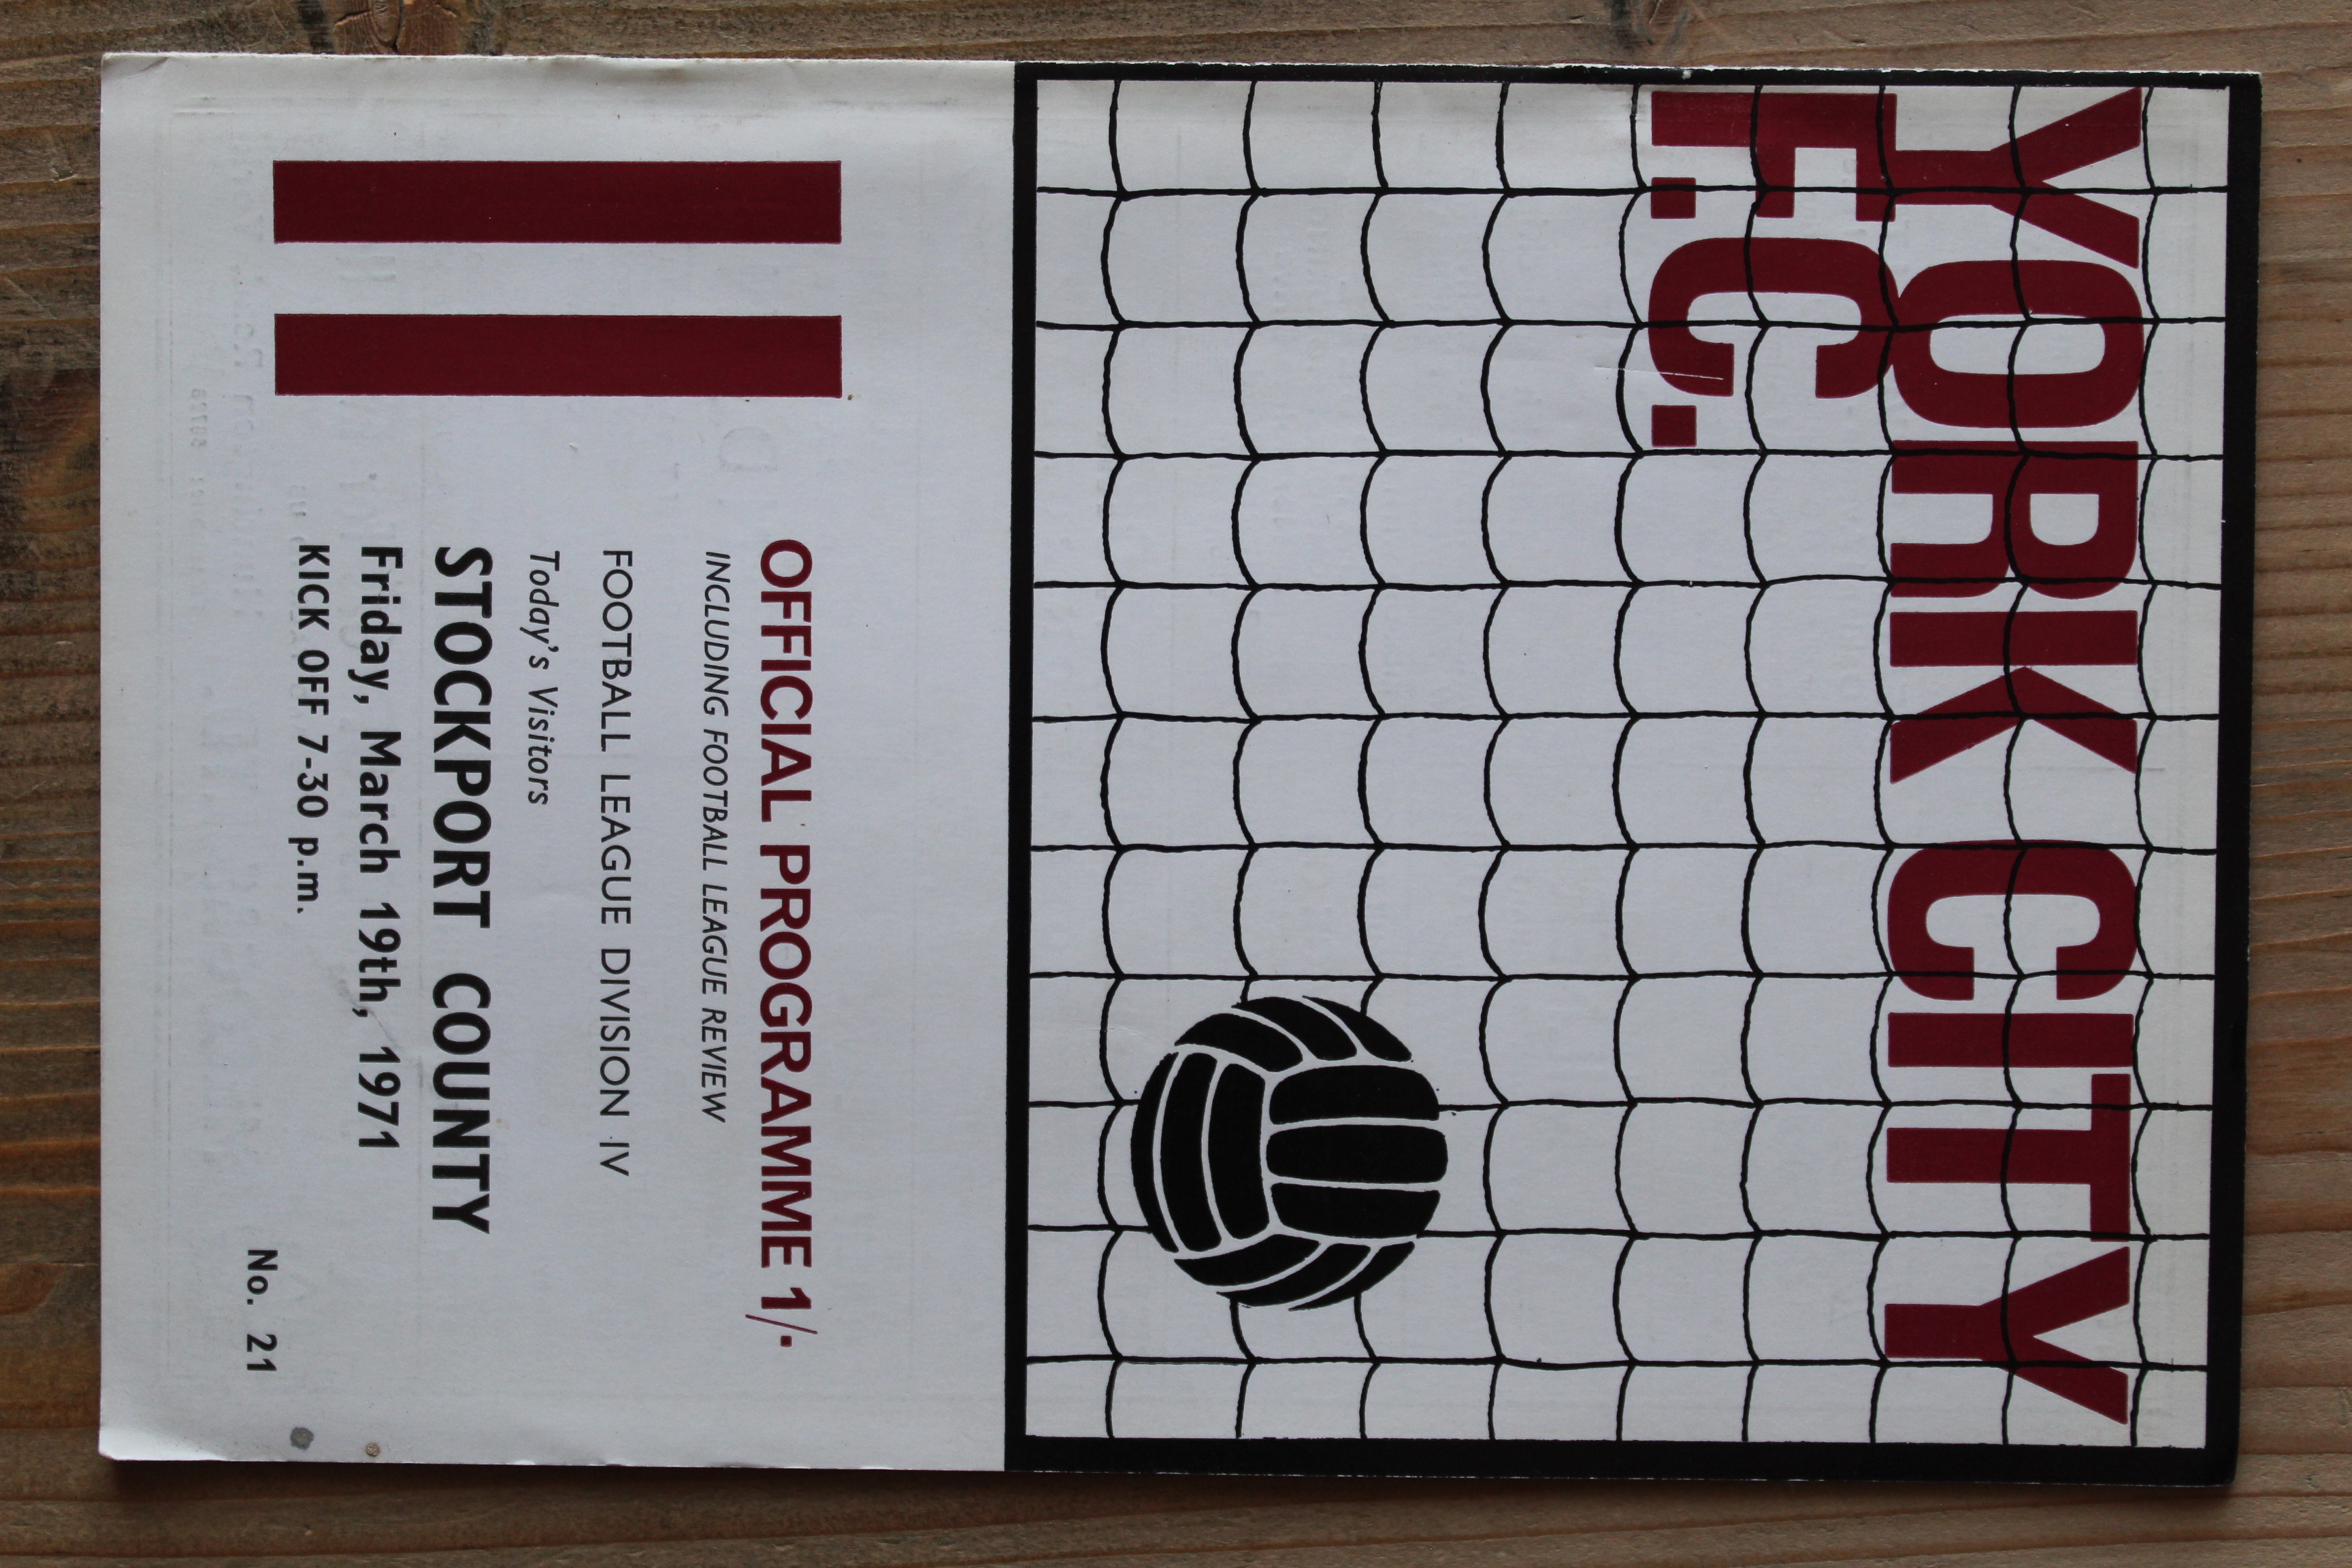 YORK CITY
F.C.
OFFICIAL PROGRAMME 1/-
INCLUDING FOOTBALL LEAGUE REVIEW
FOOTBALL LEAGUE DIVISION IV
Today's Visitors
STOCKPORT COUNTY
Friday, March 19th, 1971
KICK OFF 7-30 p.m.
No. 21